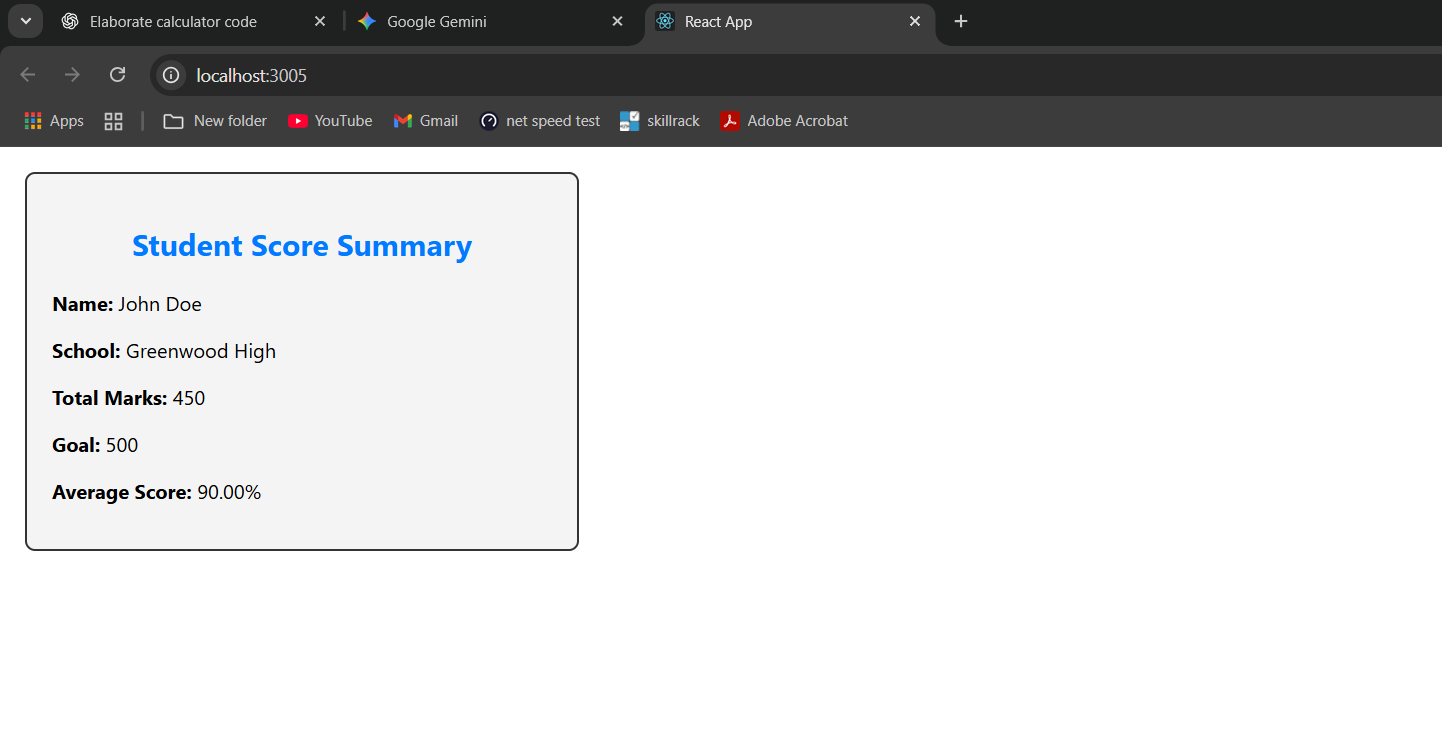 Elaborate calculator code
Google Gemini
React App
localhost:3005
Apps
New folder
YouTube
Gmail
net speed test
skillrack
Adobe Acrobat
Student Score Summary
Name: John Doe
School: Greenwood High
Total Marks: 450
Goal: 500
Average Score: 90.00%